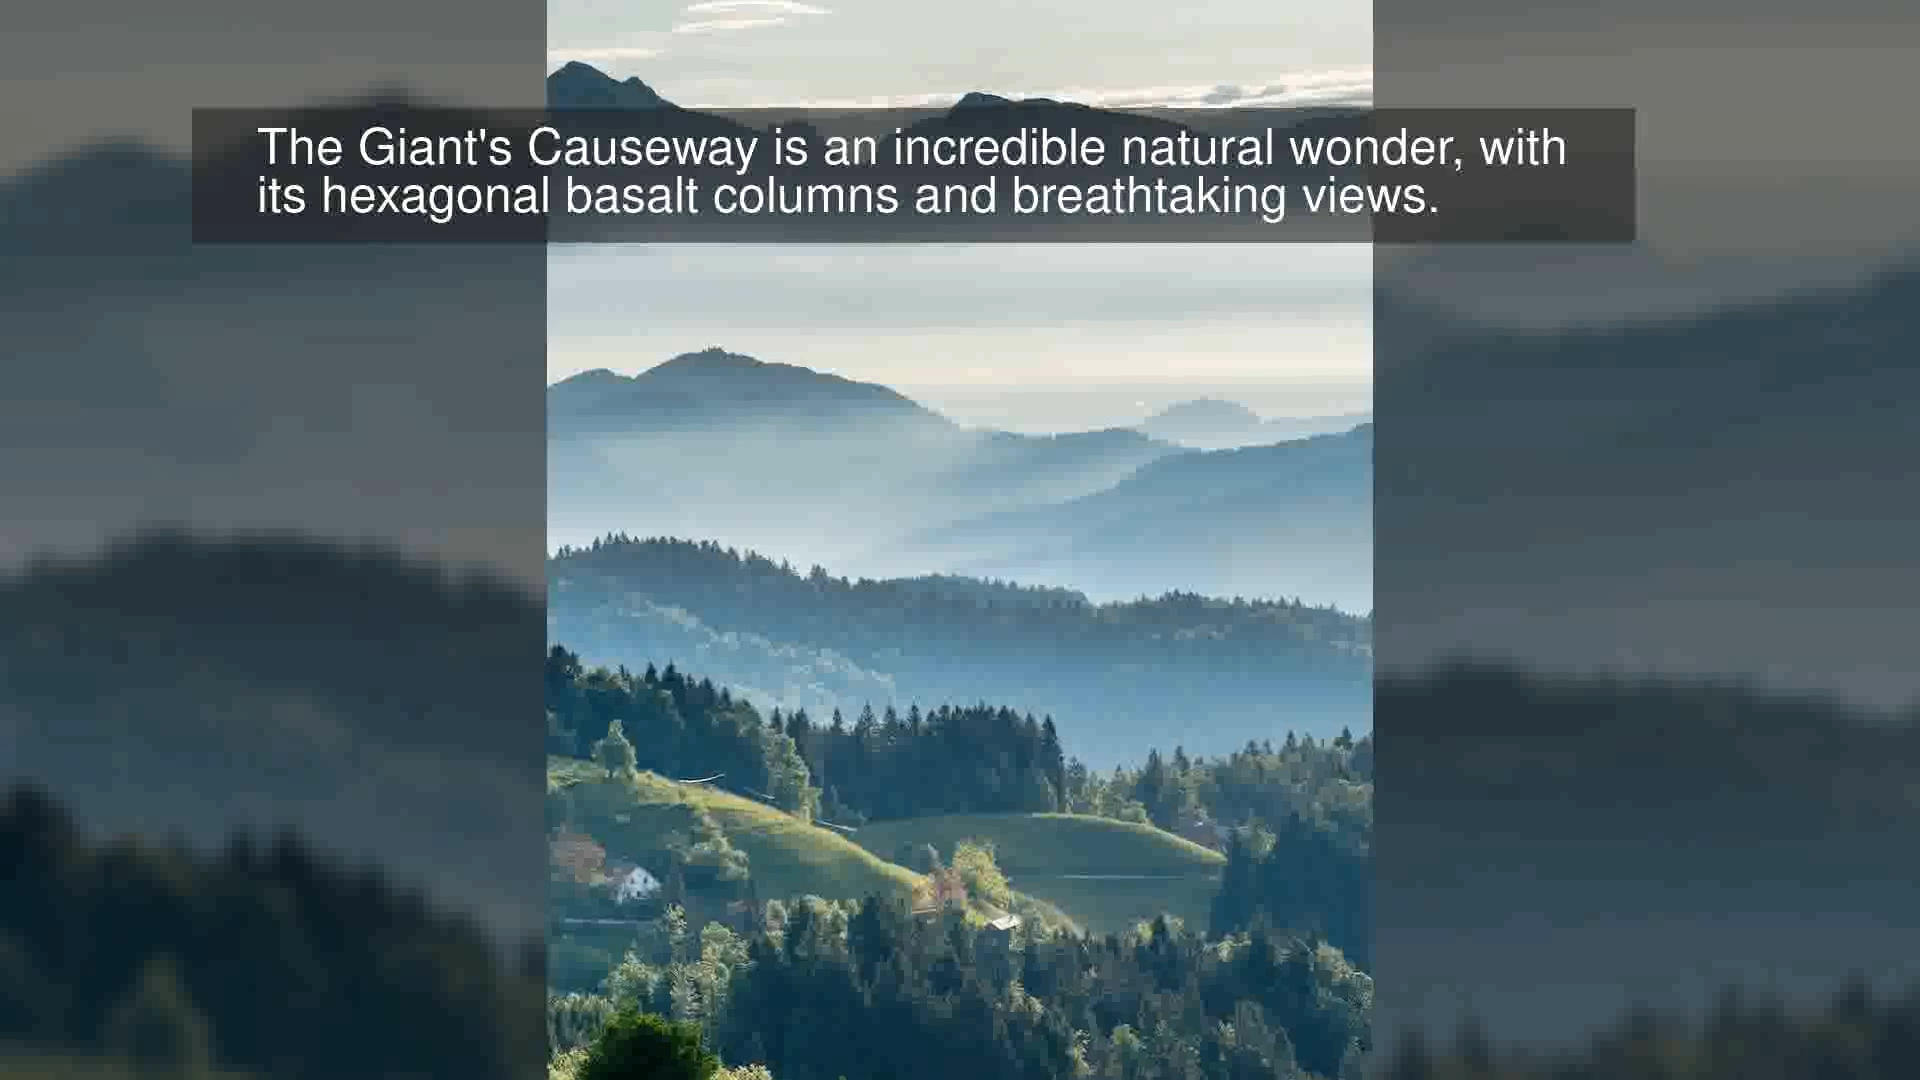 The Giant's Causeway is an incredible natural wonder, with
its hexagonal basalt columns and breathtaking views.